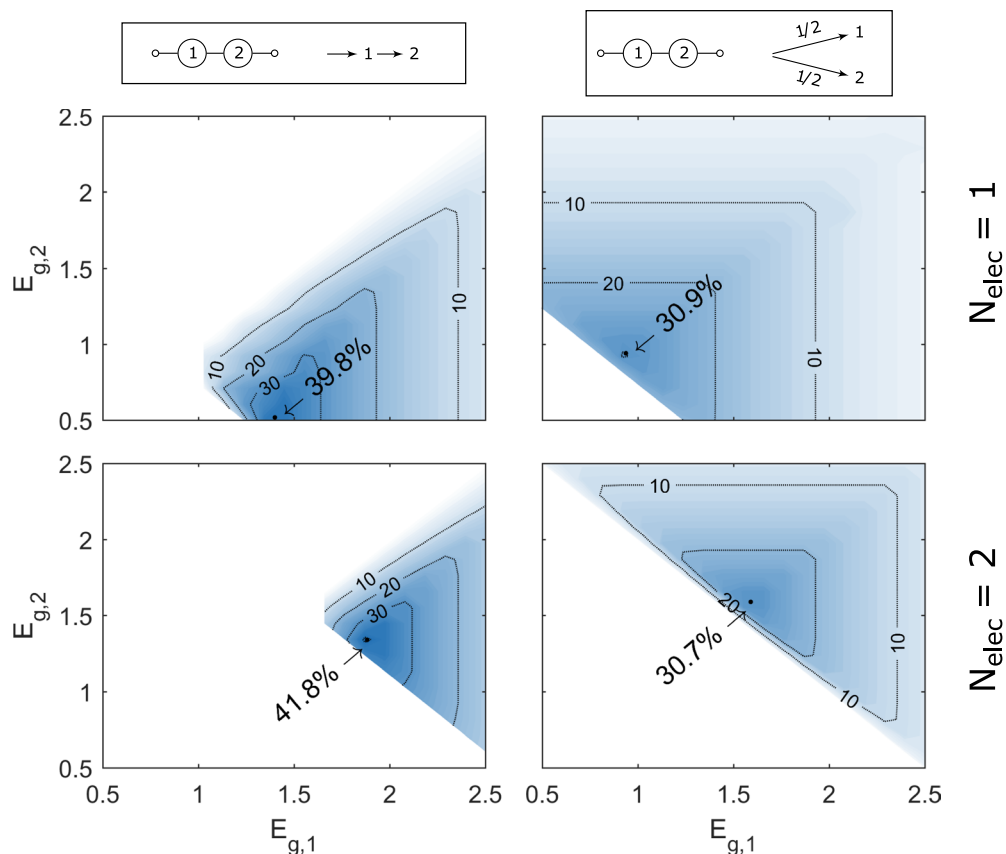 1 2 1 2
1 2 1/2 1 1/2 2
2.5 2 1.5 1 0.5
E_g,2
10 20 30 10
39.8%
10 20 10
30.9%
N_elec = 1
2.5 2 1.5 1 0.5
E_g,2
10 20 30
41.8%
10 20 10 10
30.7%
N_elec = 2
0.5 1 1.5 2 2.5
0.5 1 1.5 2 2.5
E_g,1
E_g,1